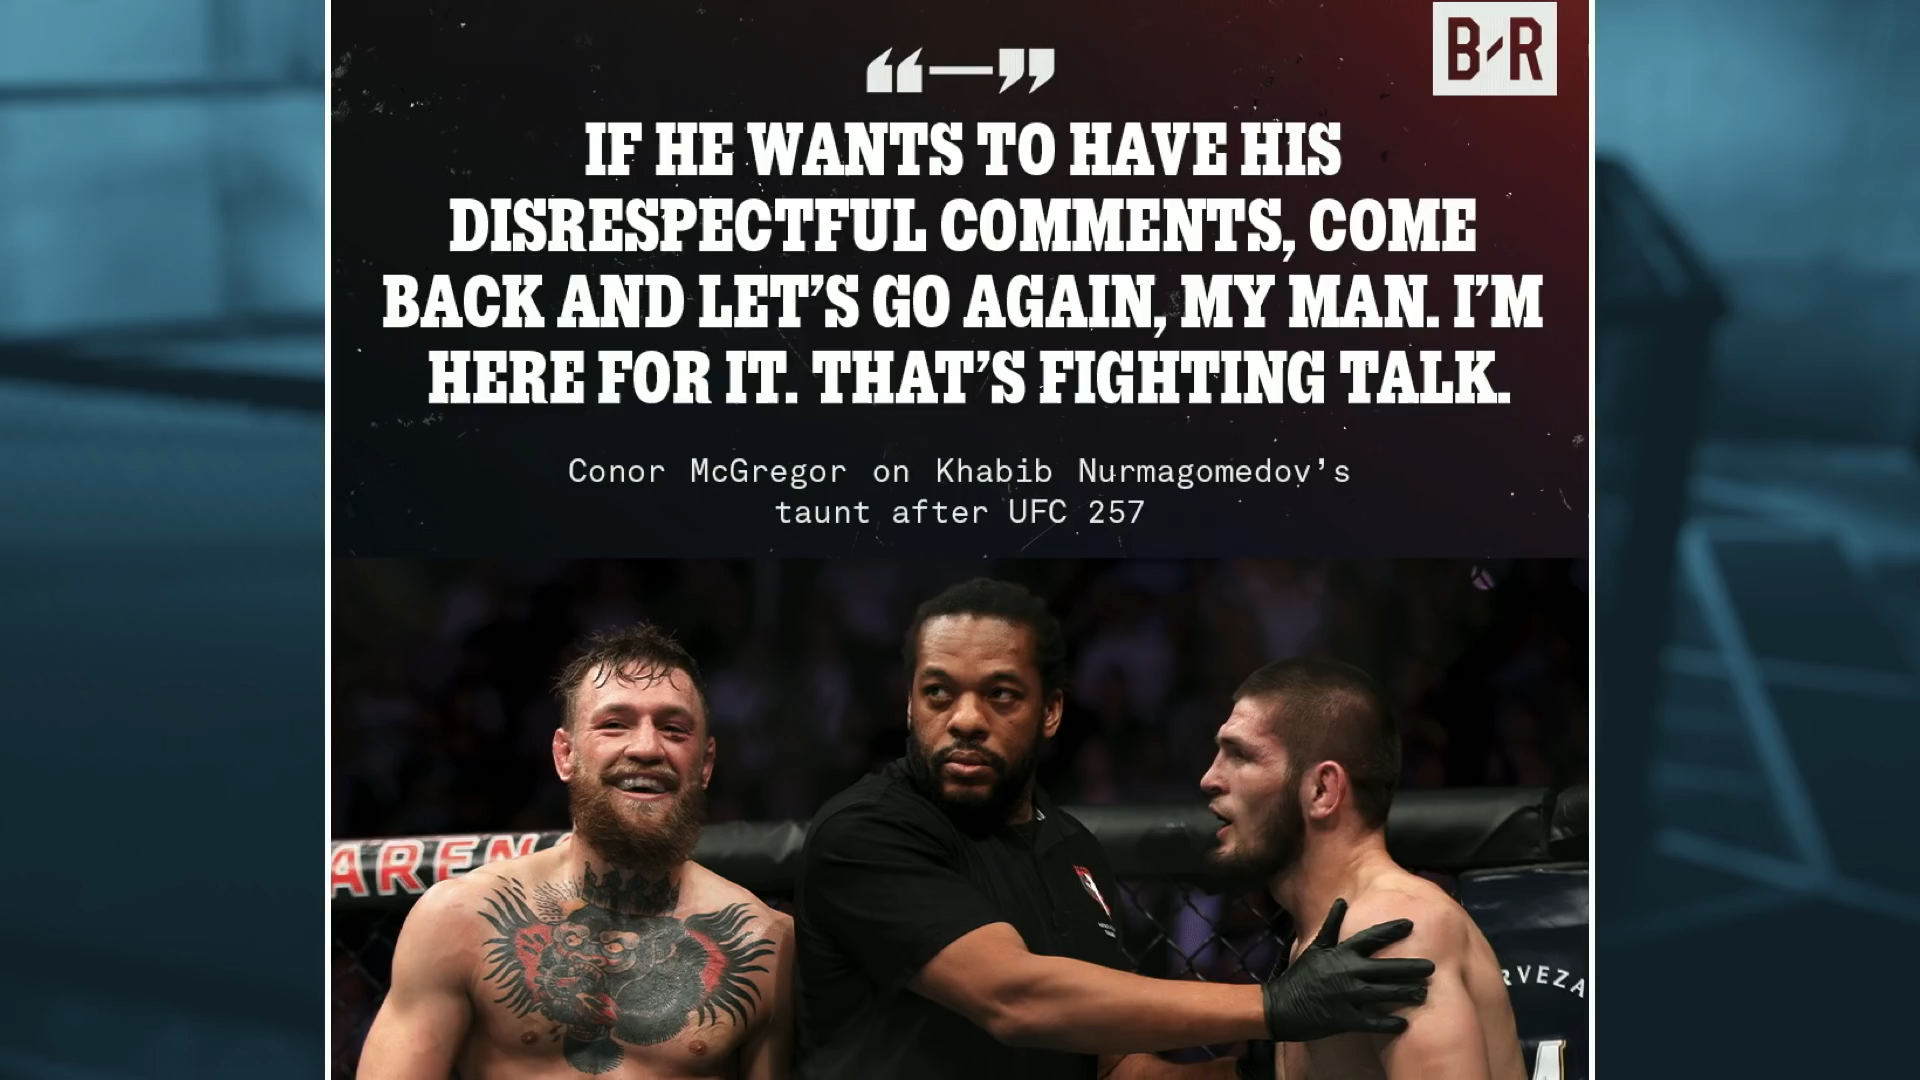 B-R
“—”
IF HE WANTS TO HAVE HIS
DISRESPECTFUL COMMENTS, COME
BACK AND LET’S GO AGAIN, MY MAN. I’M
HERE FOR IT. THAT’S FIGHTING TALK.
Conor McGregor on Khabib Nurmagomedov’s
taunt after UFC 257
AREN
RVEZA